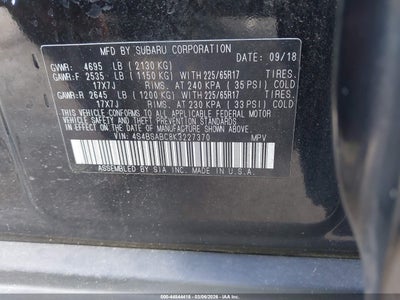 MFD. BY SUBARU CORPORATION
DATE: 09/18
GVWR: 4695 LB (2130 KG)
GAWR:F 2535 LB (1150 KG) WITH 225/65R17 TIRES.
17X7J RIMS. AT 240 KPA ( 35 PSI) COLD.
GAWR:R 2645 LB (1200 KG) WITH 225/65R17 TIRES.
17X7J RIMS. AT 230 KPA ( 33 PSI) COLD.
THIS VEHICLE CONFORMS TO ALL APPLICABLE FEDERAL MOTOR
VEHICLE SAFETY AND THEFT PREVENTION STANDARDS IN
EFFECT ON THE DATE OF MANUFACTURE SHOWN ABOVE.
VIN: 4S4BSABC8K3227370 MPV
ASSEMBLED BY SIA INC. MADE IN U.S.A.